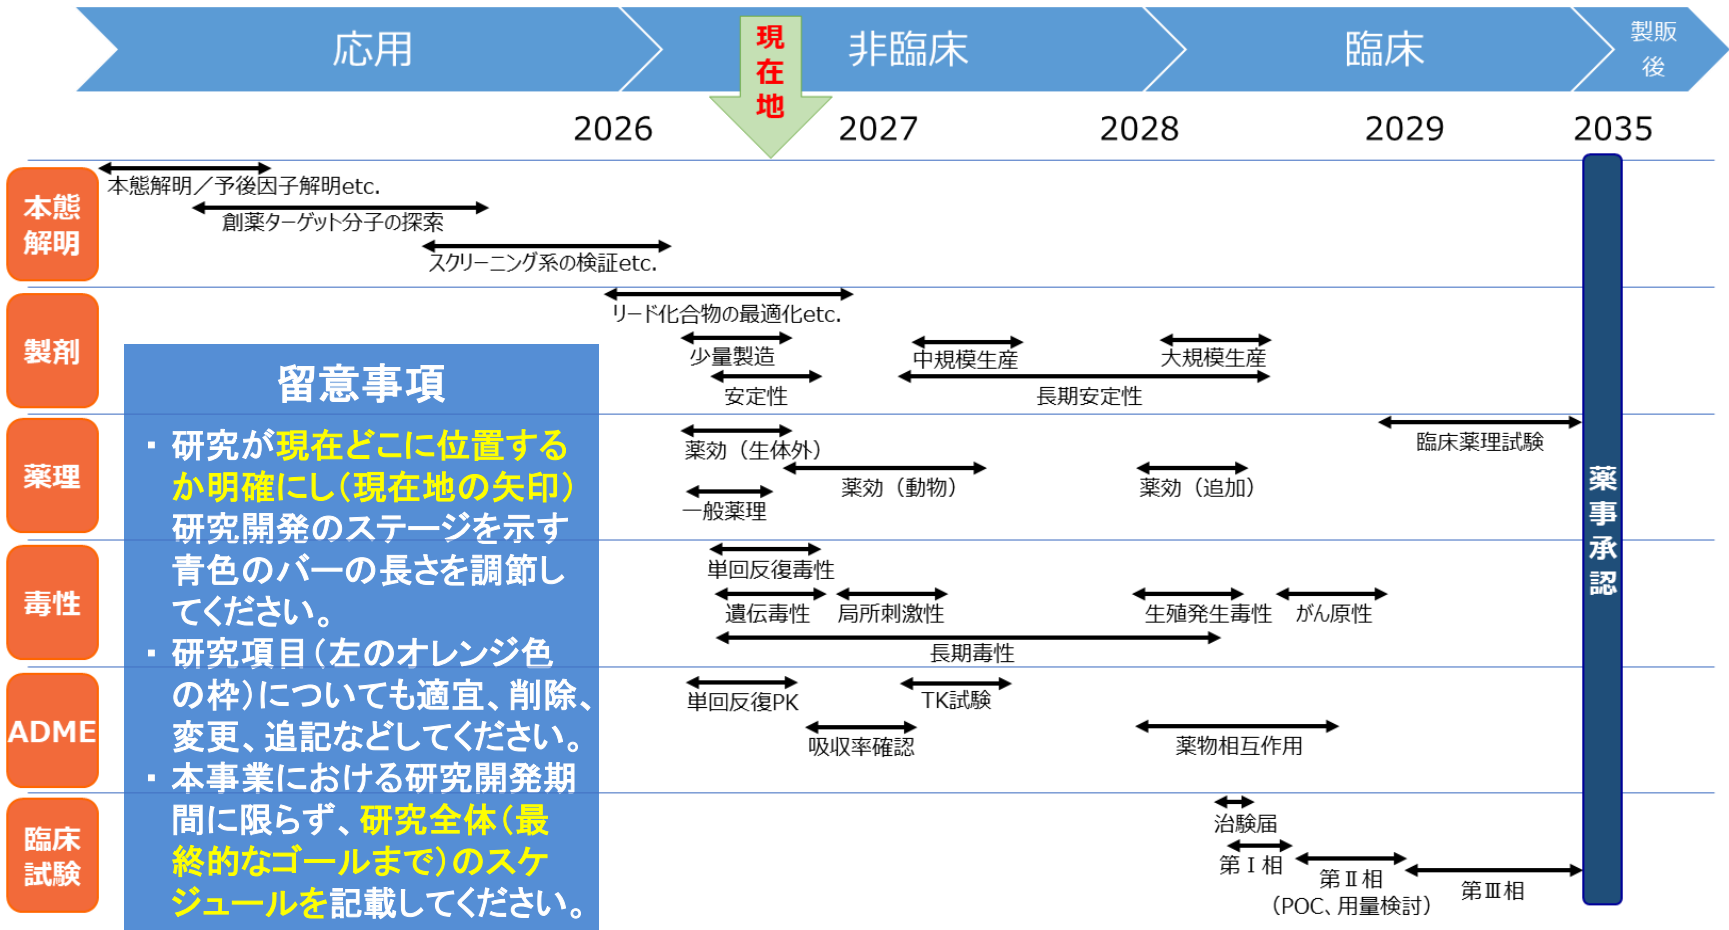 応用
非臨床
臨床
製販
後
現
在
地
2026
2027
2028
2029
2035
本態
解明
本態解明／予後因子解明etc.
創薬ターゲット分子の探索
スクリーニング系の検証etc.
製剤
リード化合物の最適化etc.
少量製造
中規模生産
大規模生産
安定性
長期安定性
薬理
臨床薬理試験
薬効（生体外）
薬効（動物）
薬効（追加）
一般薬理
毒性
単回反復毒性
遺伝毒性
局所刺激性
生殖発生毒性
がん原性
長期毒性
ADME
単回反復PK
TK試験
吸収率確認
薬物相互作用
臨床
試験
治験届
第Ⅰ相
第Ⅱ相
（POC、用量検討）
第Ⅲ相
薬
事
承
認
留意事項
・研究が現在どこに位置する
か明確にし（現在地の矢印）
研究開発のステージを示す
青色のバーの長さを調節し
てください。
・研究項目（左のオレンジ色
の枠）についても適宜、削除、
変更、追記などしてください。
・本事業における研究開発期
間に限らず、研究全体（最
終的なゴールまで）のスケ
ジュールを記載してください。